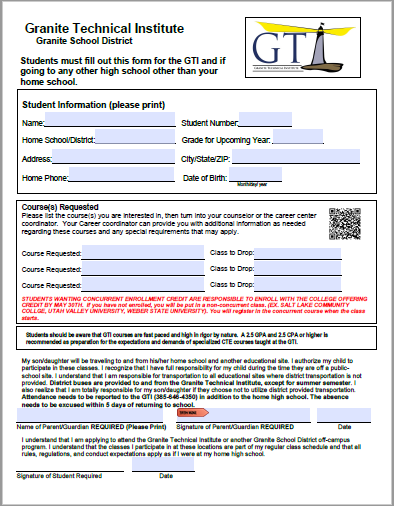 Granite Technical Institute
Granite School District
GTI
GRANITE TECHNICAL INSTITUTE
Students must fill out this form for the GTI and if
going to any other high school other than your
home school.
Student Information (please print)
Name: Student Number:
Home School/District: Grade for Upcoming Year:
Address: City/State/ZIP:
Home Phone: Date of Birth:
Month/day/ year
Course(s) Requested
Please list the course(s) you are interested in, then turn into your counselor or the career center
coordinator. Your Career coordinator can provide you with additional information as needed
regarding these courses and any special requirements that may apply.
Course Requested: Class to Drop:
Course Requested: Class to Drop:
Course Requested: Class to Drop:
STUDENTS WANTING CONCURRENT ENROLLMENT CREDIT ARE RESPONSIBLE TO ENROLL WITH THE COLLEGE OFFERING
CREDIT BY MAY 30TH. If you have not enrolled, you will be put in a non-concurrent class. (EX. SALT LAKE COMMUNITY
COLLGE, UTAH VALLEY UNIVERSITY, WEBER STATE UNIVERSITY). You will register in the concurrent course when the class
starts.
Students should be aware that GTI courses are fast paced and high in rigor by nature. A 2.5 GPA and 2.5 CPA or higher is
recommended as preparation for the expectations and demands of specialized CTE courses taught at the GTI.
My son/daughter will be traveling to and from his/her home school and another educational site. I authorize my child to
participate in these classes. I recognize that I have full responsibility for my child during the time they are off a public-
school site. I understand that I am responsible for transportation to all educational sites where district transportation is not
provided. District buses are provided to and from the Granite Technical Institute, except for summer semester. I
also realize that I am totally responsible for my son/daughter if they choose not to utilize district provided transportation.
Attendance needs to be reported to the GTI (385-646-4350) in addition to the home school. The absence
needs to be excused within 5 days of returning to school.
Name of Parent/Guardian REQUIRED (Please Print) Signature of Parent/Guardian REQUIRED Date
I understand that I am applying to attend the Granite Technical Institute or another Granite School District off-campus
program. I understand that the classes I participate in at these locations are part of my regular class schedule and that all
rules, regulations, and conduct expectations apply as if I were at my home high school.
Signature of Student Required Date